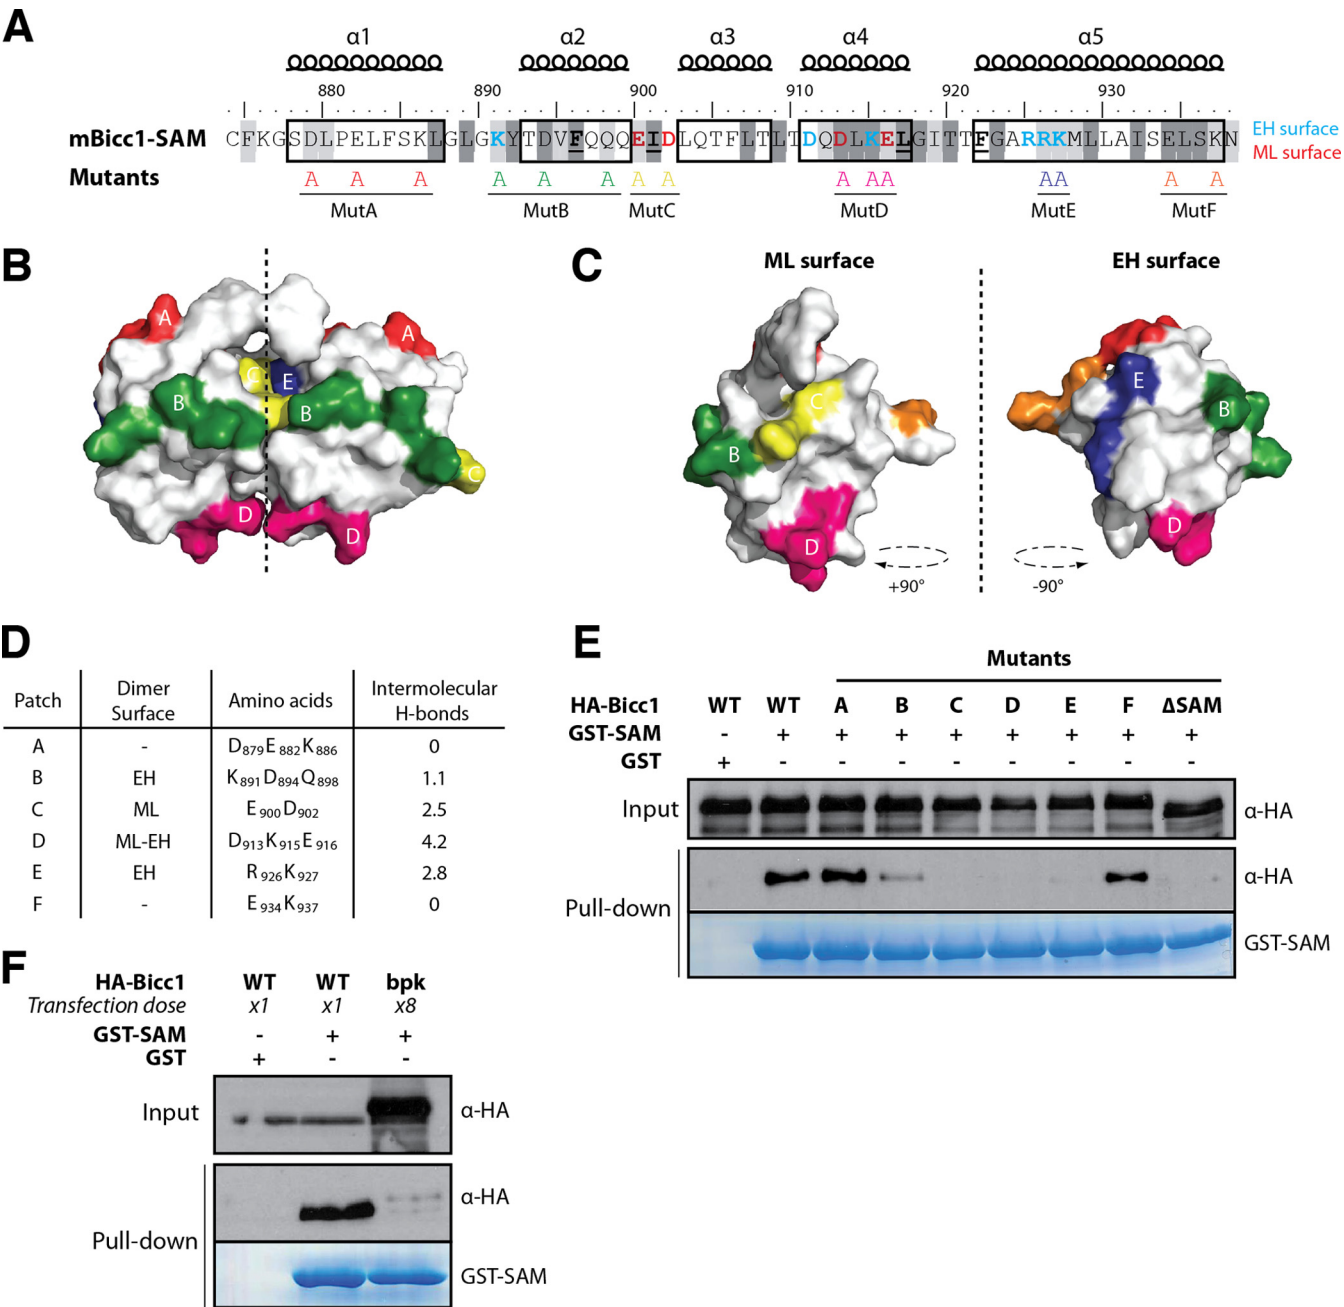 A
α1 α2 α3 α4 α5
880 890 900 910 920 930
mBicc1-SAM CFKGSDLPELFSKLGLGKYTDVFQQQEIDLQTFLTLTDQDLKELGITTFGARRKMLLAISELSKN
EH surface
ML surface
Mutants A A A A A A A A A A A A A A A
MutA MutB MutC MutD MutE MutF
B
A A B B C E C D D
C
ML surface EH surface
B C D E B D
+90° -90°
D
Patch Dimer Surface Amino acids Intermolecular H-bonds
A - D879E882K886 0
B EH K891D894Q898 1.1
C ML E900D902 2.5
D ML-EH D913K915E916 4.2
E EH R926K927 2.8
F - E934K937 0
E
Mutants
HA-Bicc1 WT WT A B C D E F ΔSAM
GST-SAM - + + + + + + + +
GST + - - - - - - - -
Input α-HA
Pull-down α-HA
GST-SAM
F
HA-Bicc1 WT WT bpk
Transfection dose x1 x1 x8
GST-SAM - + +
GST + - -
Input α-HA
Pull-down α-HA
GST-SAM